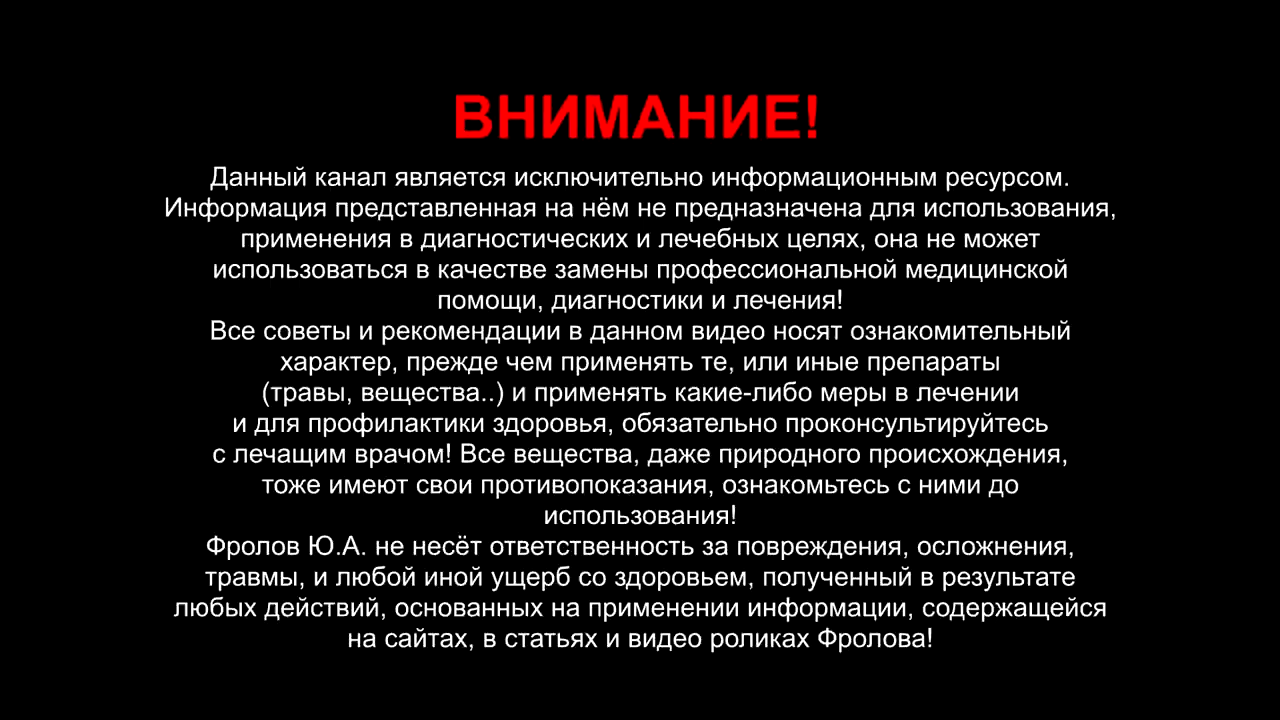 ВНИМАНИЕ!
Данный канал является исключительно информационным ресурсом.
Информация представленная на нём не предназначена для использования,
применения в диагностических и лечебных целях, она не может
использоваться в качестве замены профессиональной медицинской
помощи, диагностики и лечения!
Все советы и рекомендации в данном видео носят ознакомительный
характер, прежде чем применять те, или иные препараты
(травы, вещества..) и применять какие-либо меры в лечении
и для профилактики здоровья, обязательно проконсультируйтесь
с лечащим врачом! Все вещества, даже природного происхождения,
тоже имеют свои противопоказания, ознакомьтесь с ними до
использования!
Фролов Ю.А. не несёт ответственность за повреждения, осложнения,
травмы, и любой иной ущерб со здоровьем, полученный в результате
любых действий, основанных на применении информации, содержащейся
на сайтах, в статьях и видео роликах Фролова!